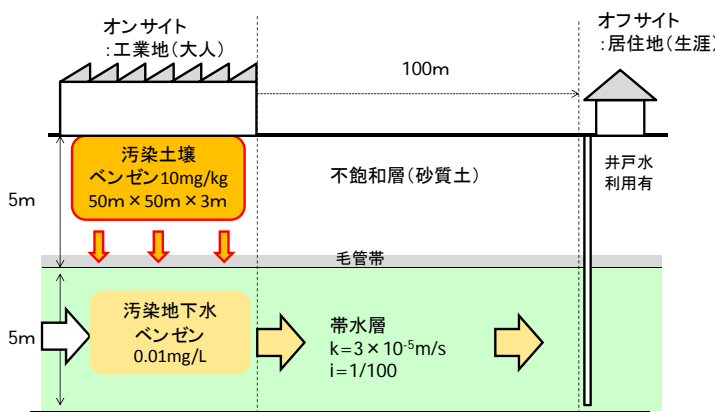 オンサイト
:工業地(大人)
オフサイト
:居住地(生涯)
100m
汚染土壌
ベンゼン10mg/kg
50m×50m×3m
不飽和層(砂質土)
井戸水
利用有
5m
毛管帯
汚染地下水
ベンゼン
0.01mg/L
帯水層
k=3×10-5m/s
i=1/100
5m